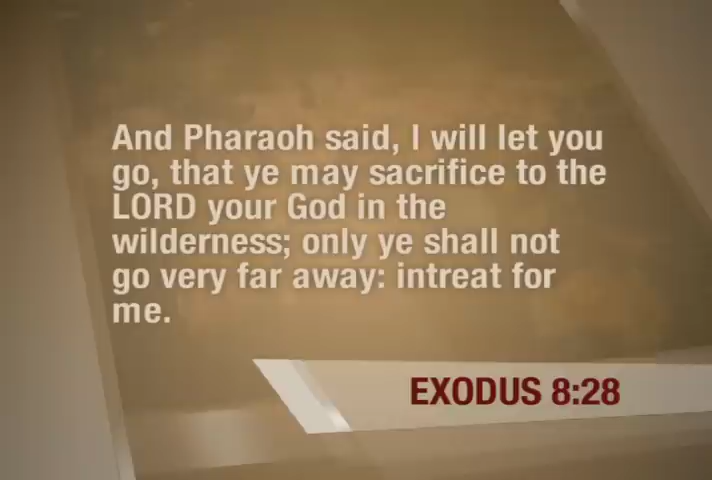 And Pharaoh said, I will let you
go, that ye may sacrifice to the
LORD your God in the
wilderness; only ye shall not
go very far away: intreat for
me.
EXODUS 8:28